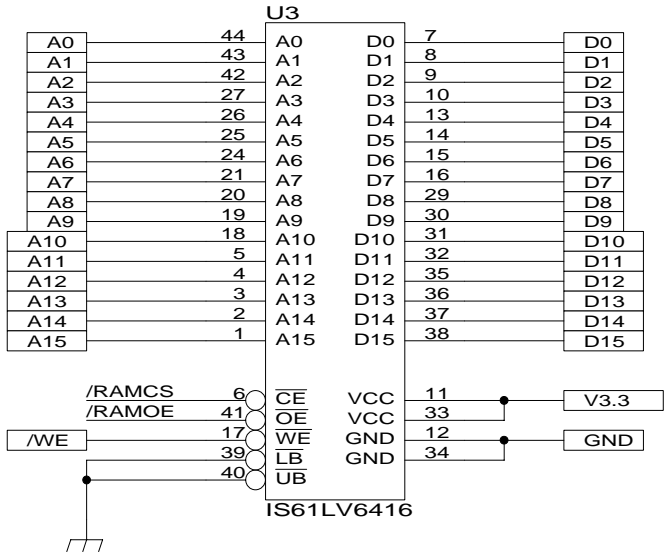 U3
A0 44 A0 D0 7 D0
A1 43 A1 D1 8 D1
A2 42 A2 D2 9 D2
A3 27 A3 D3 10 D3
A4 26 A4 D4 13 D4
A5 25 A5 D5 14 D5
A6 24 A6 D6 15 D6
A7 21 A7 D7 16 D7
A8 20 A8 D8 29 D8
A9 19 A9 D9 30 D9
A10 18 A10 D10 31 D10
A11 5 A11 D11 32 D11
A12 4 A12 D12 35 D12
A13 3 A13 D13 36 D13
A14 2 A14 D14 37 D14
A15 1 A15 D15 38 D15
/RAMCS 6 CE VCC 11 V3.3
/RAMOE 41 OE VCC 33
/WE 17 WE GND 12 GND
39 LB GND 34
40 UB
IS61LV6416